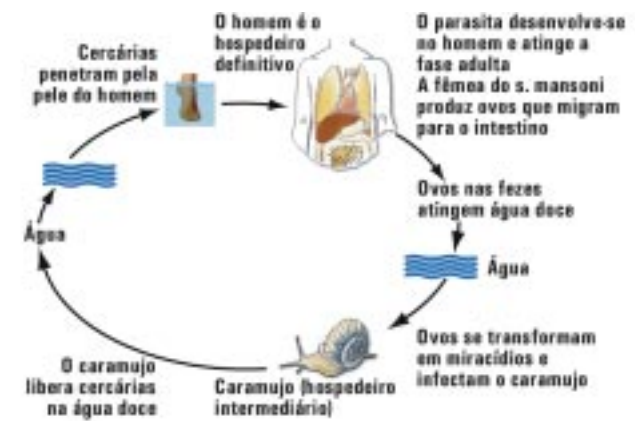 O homem é o
hospedeiro
definitivo
O parasita desenvolve-se
no homem e atinge a
fase adulta
A fêmea do s. mansoni
produz ovos que migram
para o intestino
Ovos nas fezes
atingem água doce
Água
Ovos se transformam
em miracídios e
infectam o caramujo
Caramujo (hospedeiro
intermediário)
O caramujo
libera cercárias
na água doce
Água
Cercárias
penetram pela
pele do homem